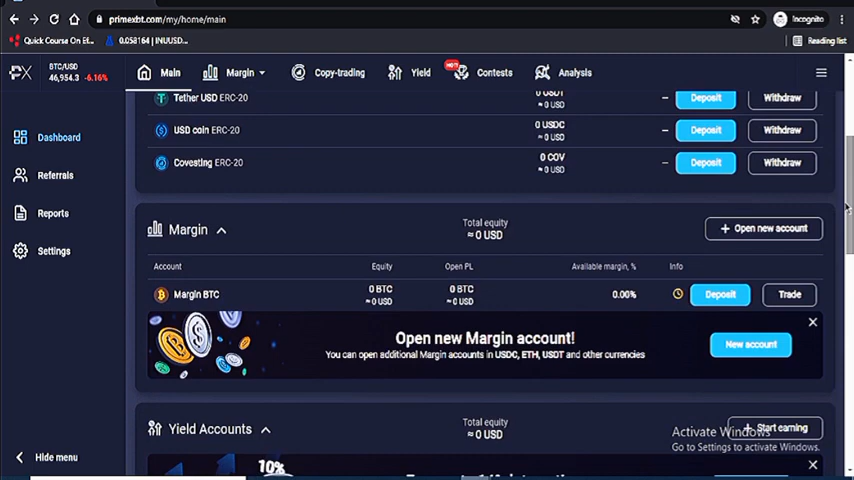 primexbt.com/my/home/main
Incognito
Quick Course On Ef...
0.058164 | INUUSD...
Reading list
PX
BTC/USD
46,954.3 -6.16%
Main
Margin
Copy-trading
Yield
HOT
Contests
Analysis
Tether USD ERC-20
0 USDT
≈ 0 USD
–
Deposit
Withdraw
USD coin ERC-20
0 USDC
≈ 0 USD
–
Deposit
Withdraw
Covesting ERC-20
0 COV
≈ 0 USD
–
Deposit
Withdraw
Dashboard
Referrals
Reports
Settings
Hide menu
Margin
Total equity
≈ 0 USD
+ Open new account
Account
Equity
Open PL
Available margin, %
Info
Margin BTC
0 BTC
≈ 0 USD
0 BTC
≈ 0 USD
0.00%
Deposit
Trade
Open new Margin account!
You can open additional Margin accounts in USDC, ETH, USDT and other currencies
New account
Yield Accounts
Total equity
≈ 0 USD
+ Start earning
Activate Windows
Go to Settings to activate Windows.
10%